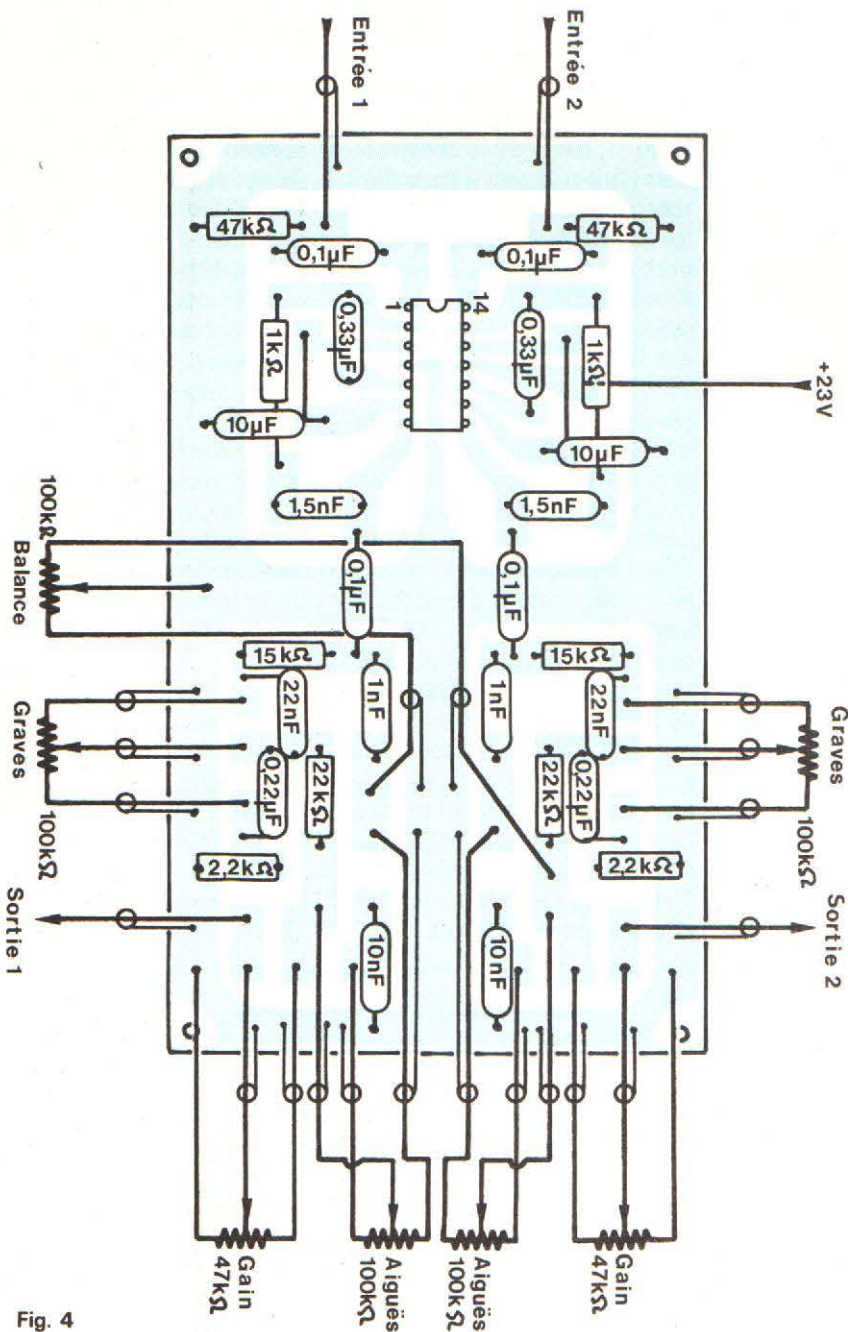 Entrée 1
Entrée 2
47kΩ
47kΩ
0,1µF
0,1µF
1
14
0,33µF
0,33µF
1kΩ
1kΩ
+23V
10µF
10µF
1,5nF
1,5nF
100kΩ
Balance
0,1µF
0,1µF
15kΩ
15kΩ
1nF
1nF
22nF
22nF
Graves
Graves
0,22µF
22kΩ
22kΩ
0,22µF
100kΩ
100kΩ
2,2kΩ
2,2kΩ
Sortie 1
Sortie 2
10nF
10nF
Gain
47kΩ
Aiguës
100kΩ
Aiguës
100kΩ
Gain
47kΩ
Fig. 4